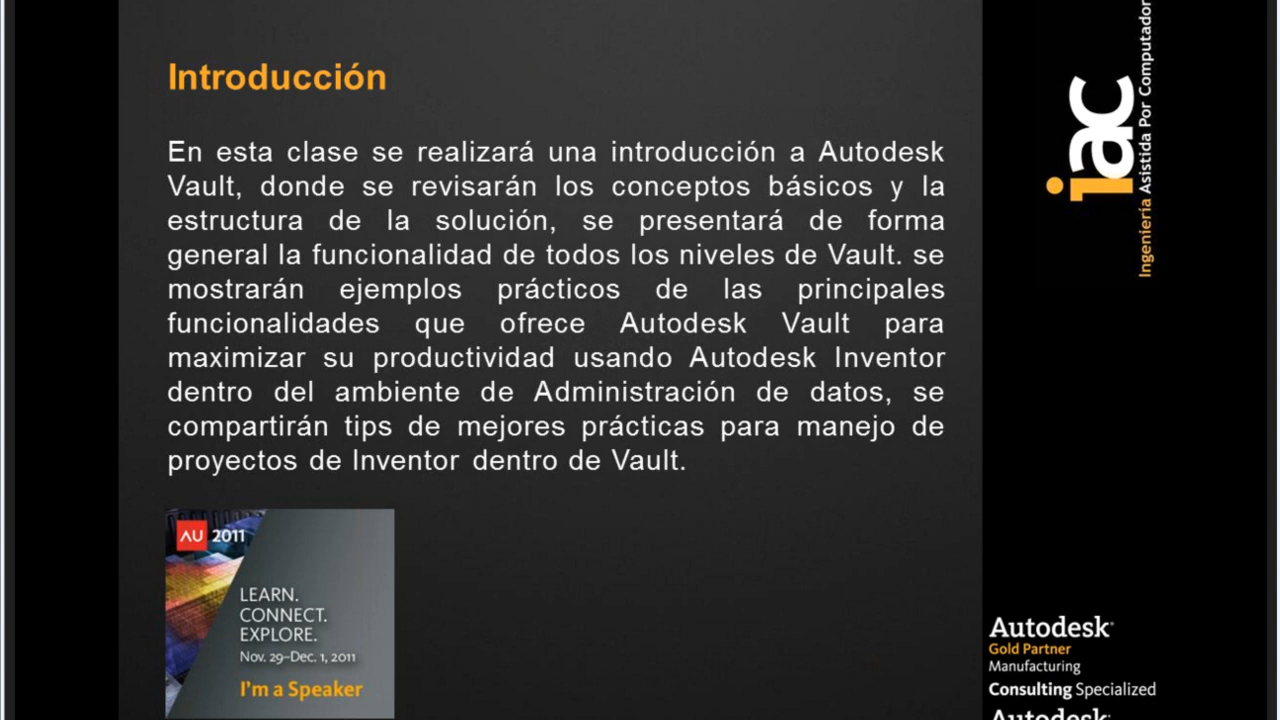 Introducción
En esta clase se realizará una introducción a Autodesk
Vault, donde se revisarán los conceptos básicos y la
estructura de la solución, se presentará de forma
general la funcionalidad de todos los niveles de Vault. se
mostrarán ejemplos prácticos de las principales
funcionalidades que ofrece Autodesk Vault para
maximizar su productividad usando Autodesk Inventor
dentro del ambiente de Administración de datos, se
compartirán tips de mejores prácticas para manejo de
proyectos de Inventor dentro de Vault.
AU 2011
LEARN.
CONNECT.
EXPLORE.
Nov. 29–Dec. 1, 2011
I'm a Speaker
iac
Ingeniería Asistida Por Computador
Autodesk®
Gold Partner
Manufacturing
Consulting Specialized
Autodesk